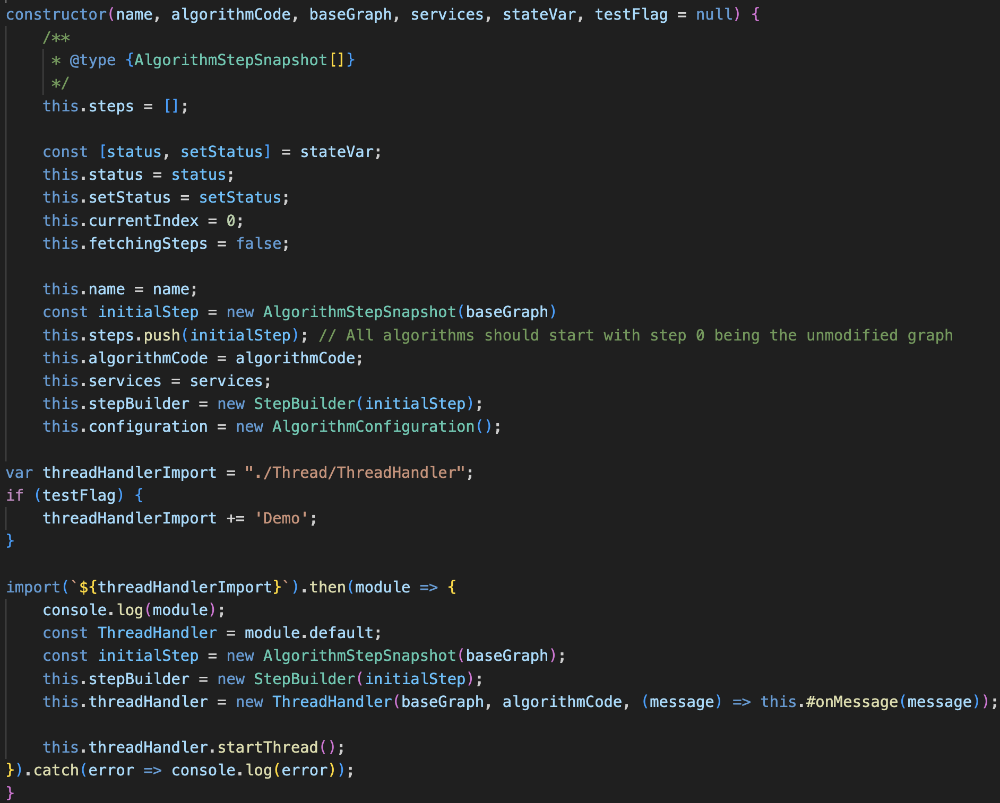 constructor(name, algorithmCode, baseGraph, services, stateVar, testFlag = null) {
    /**
     * @type {AlgorithmStepSnapshot[]}
     */
    this.steps = [];

    const [status, setStatus] = stateVar;
    this.status = status;
    this.setStatus = setStatus;
    this.currentIndex = 0;
    this.fetchingSteps = false;

    this.name = name;
    const initialStep = new AlgorithmStepSnapshot(baseGraph)
    this.steps.push(initialStep); // All algorithms should start with step 0 being the unmodified graph
    this.algorithmCode = algorithmCode;
    this.services = services;
    this.stepBuilder = new StepBuilder(initialStep);
    this.configuration = new AlgorithmConfiguration();

var threadHandlerImport = "./Thread/ThreadHandler";
if (testFlag) {
    threadHandlerImport += 'Demo';
}

import(`${threadHandlerImport}`).then(module => {
    console.log(module);
    const ThreadHandler = module.default;
    const initialStep = new AlgorithmStepSnapshot(baseGraph);
    this.stepBuilder = new StepBuilder(initialStep);
    this.threadHandler = new ThreadHandler(baseGraph, algorithmCode, (message) => this.#onMessage(message));

    this.threadHandler.startThread();
}).catch(error => console.log(error));
}